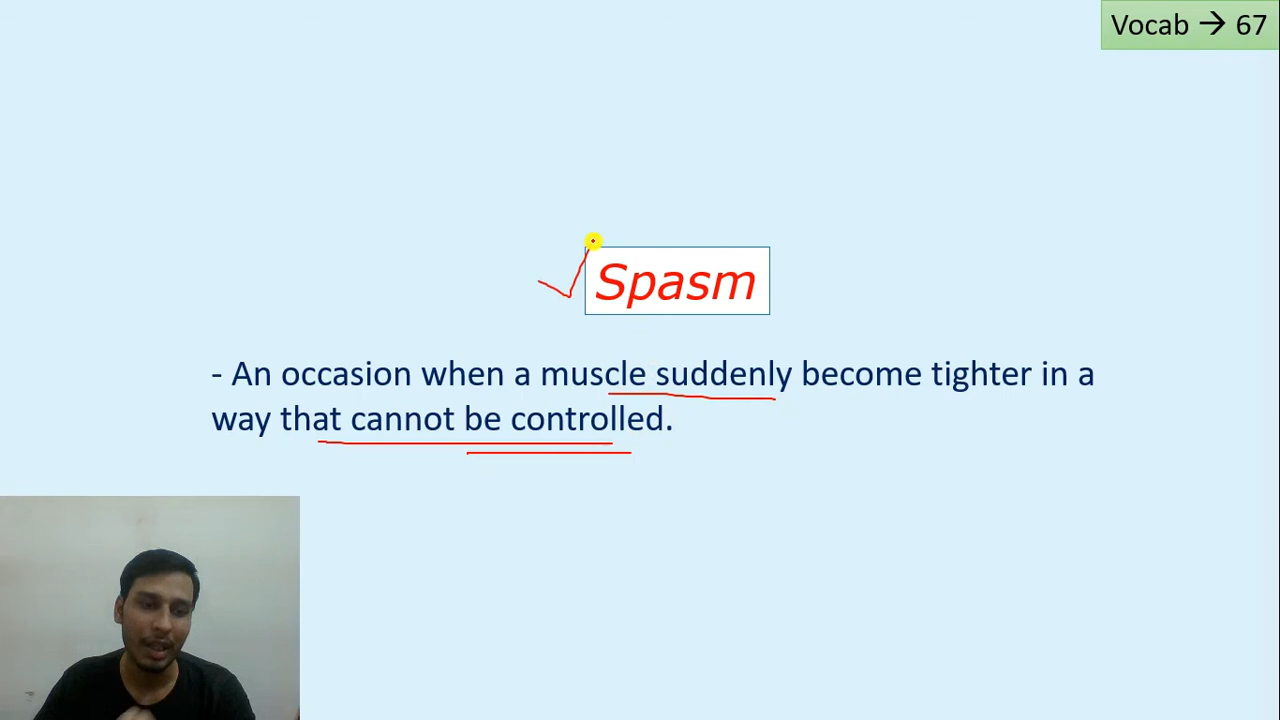 Vocab → 67
Spasm
- An occasion when a muscle suddenly become tighter in a
way that cannot be controlled.